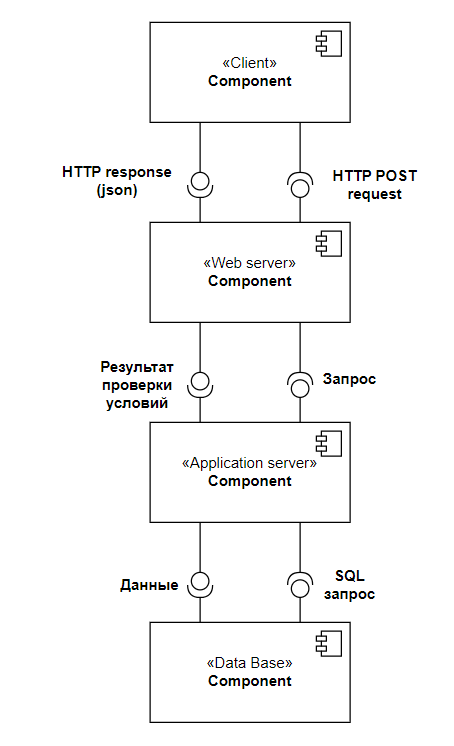 «Client»
Component
HTTP response
(json)
HTTP POST
request
«Web server»
Component
Результат
проверки
условий
Запрос
«Application server»
Component
Данные
SQL
запрос
«Data Base»
Component